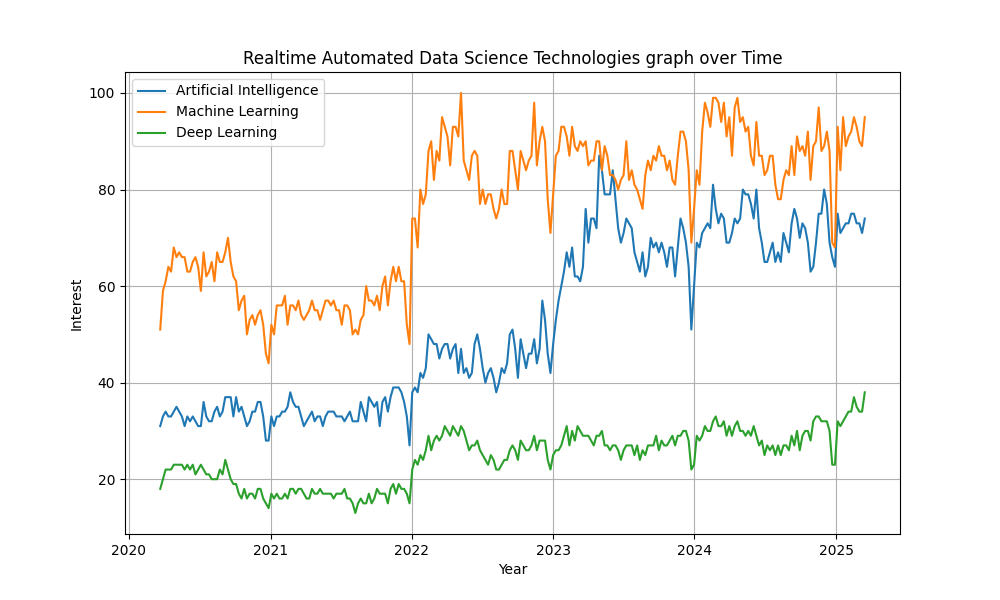 Realtime Automated Data Science Technologies graph over Time
Artificial Intelligence
Machine Learning
Deep Learning
100
80
60
40
20
Interest
2020 2021 2022 2023 2024 2025
Year